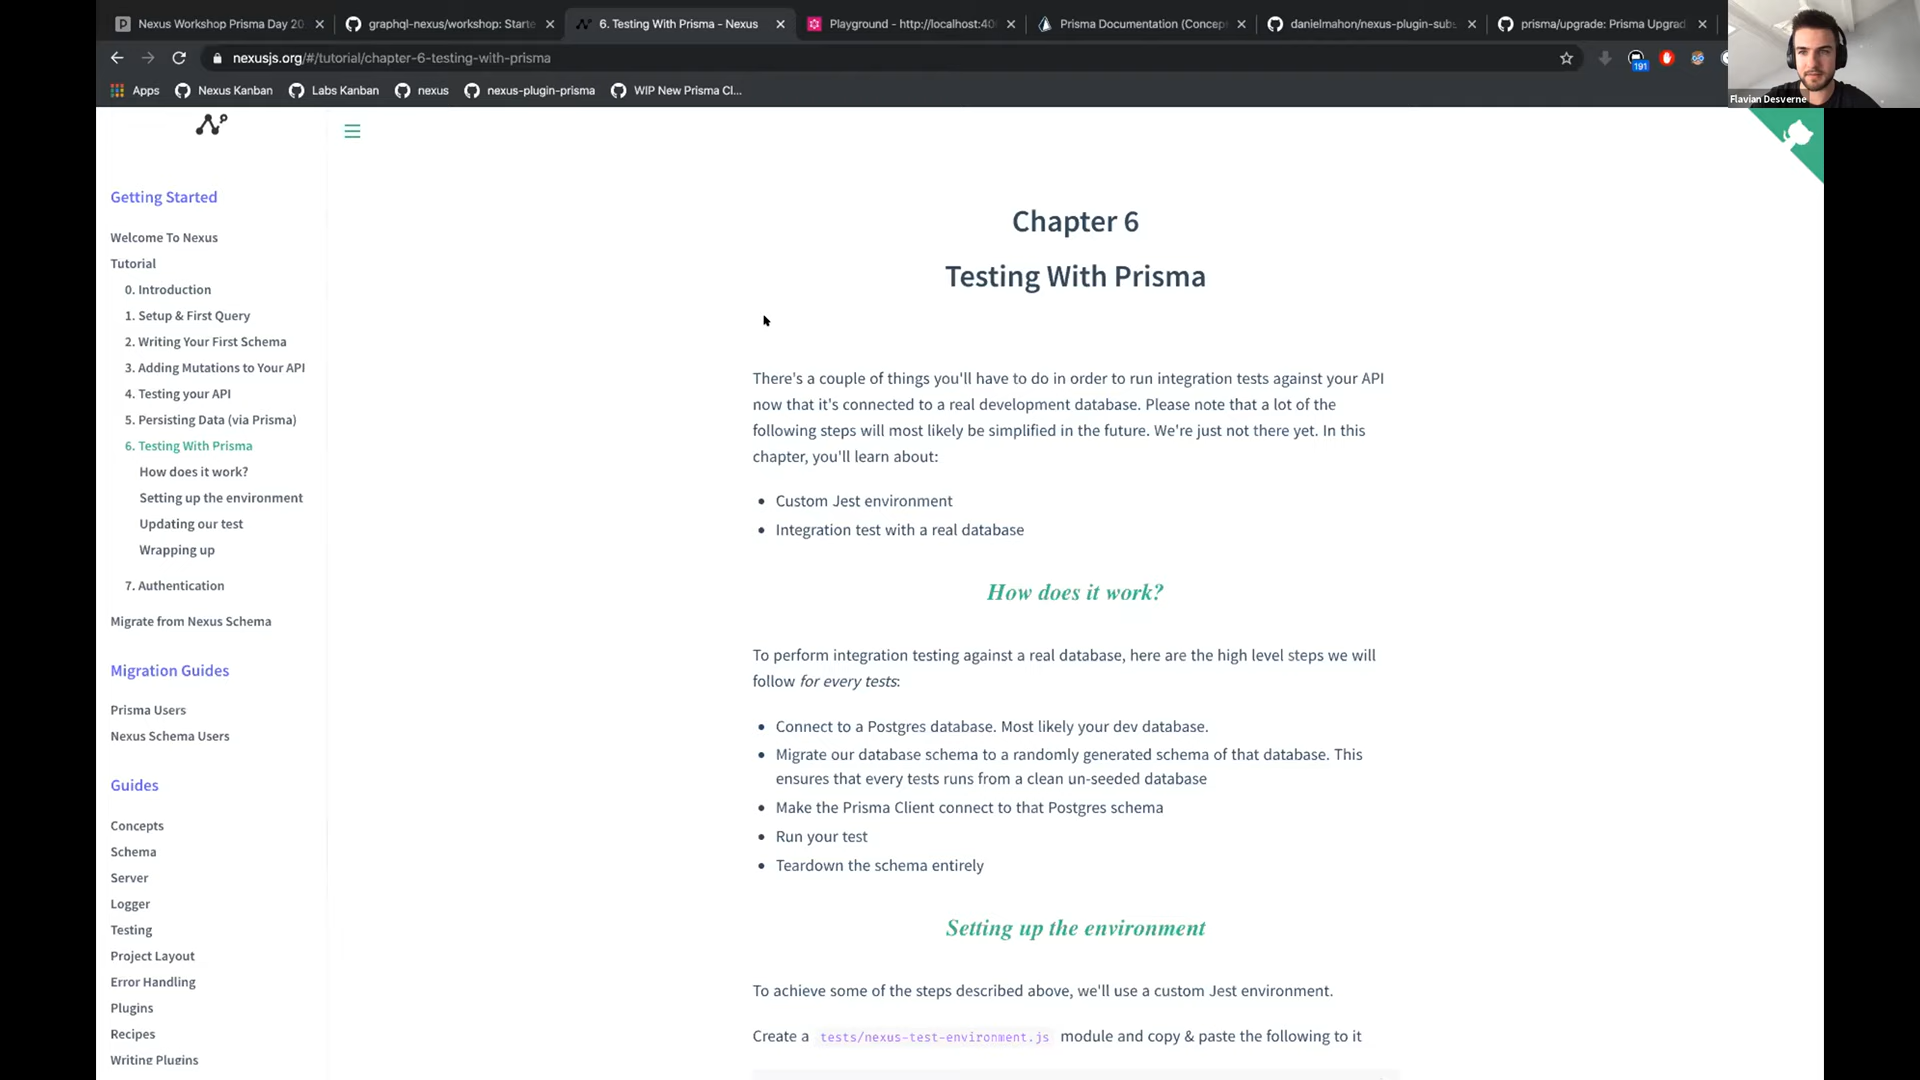 Nexus Workshop Prisma Day 20
graphql-nexus/workshop: Starte
6. Testing With Prisma - Nexus
Playground - http://localhost:40
Prisma Documentation (Concep
danielmahon/nexus-plugin-subs
prisma/upgrade: Prisma Upgrad
nexusjs.org/#/tutorial/chapter-6-testing-with-prisma
191
Apps
Nexus Kanban
Labs Kanban
nexus
nexus-plugin-prisma
WIP New Prisma Cl...
Flavian Desverne
Getting Started
Welcome To Nexus
Tutorial
0. Introduction
1. Setup & First Query
2. Writing Your First Schema
3. Adding Mutations to Your API
4. Testing your API
5. Persisting Data (via Prisma)
6. Testing With Prisma
How does it work?
Setting up the environment
Updating our test
Wrapping up
7. Authentication
Migrate from Nexus Schema
Migration Guides
Prisma Users
Nexus Schema Users
Guides
Concepts
Schema
Server
Logger
Testing
Project Layout
Error Handling
Plugins
Recipes
Writing Plugins
Chapter 6
Testing With Prisma
There's a couple of things you'll have to do in order to run integration tests against your API
now that it's connected to a real development database. Please note that a lot of the
following steps will most likely be simplified in the future. We're just not there yet. In this
chapter, you'll learn about:
• Custom Jest environment
• Integration test with a real database
How does it work?
To perform integration testing against a real database, here are the high level steps we will
follow for every tests:
• Connect to a Postgres database. Most likely your dev database.
• Migrate our database schema to a randomly generated schema of that database. This
ensures that every tests runs from a clean un-seeded database
• Make the Prisma Client connect to that Postgres schema
• Run your test
• Teardown the schema entirely
Setting up the environment
To achieve some of the steps described above, we'll use a custom Jest environment.
Create a tests/nexus-test-environment.js module and copy & paste the following to it